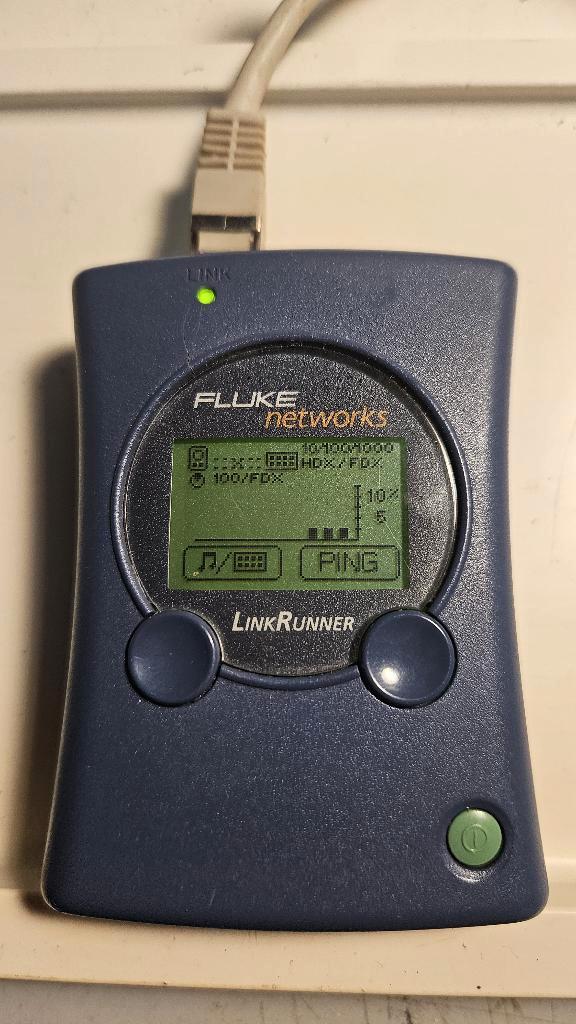 LINK
FLUKE
networks
10/100/1000
HDX/FDX
100/FDX
10%
5
PING
LINKRUNNER